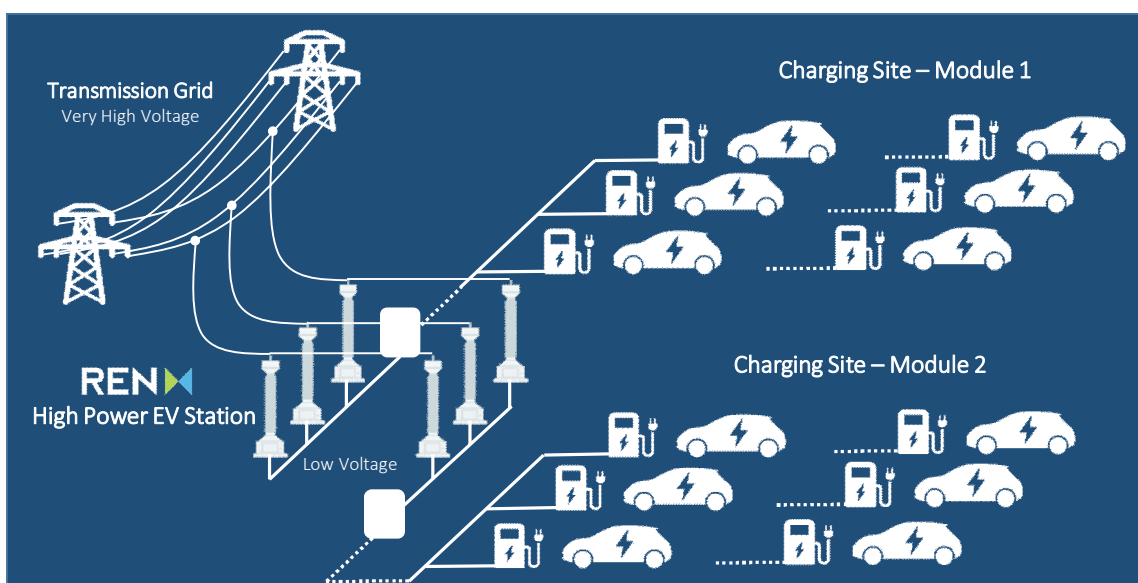 Transmission Grid
Very High Voltage
Charging Site – Module 1
REN
High Power EV Station
Low Voltage
Charging Site – Module 2